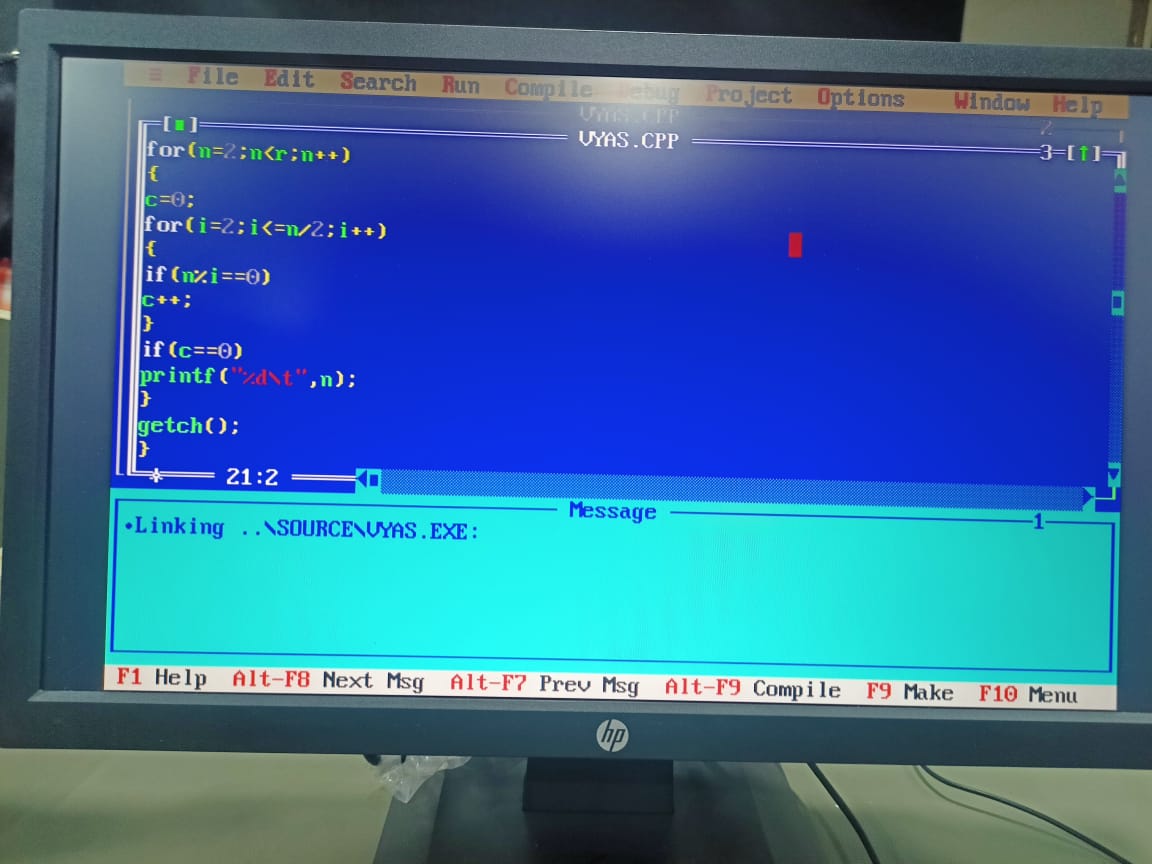 ≡ File Edit Search Run Compile Debug Project Options Window Help
VYAS.CPP 2
[■] VYAS.CPP 3=[↑]
for(n=2;n<r;n++)
{
c=0;
for(i=2;i<=n/2;i++)
{
if(n%i==0)
c++;
}
if(c==0)
printf("%d\t",n);
}
getch();
}
21:2
Message 1
•Linking ..\SOURCE\VYAS.EXE:
F1 Help Alt-F8 Next Msg Alt-F7 Prev Msg Alt-F9 Compile F9 Make F10 Menu
hp